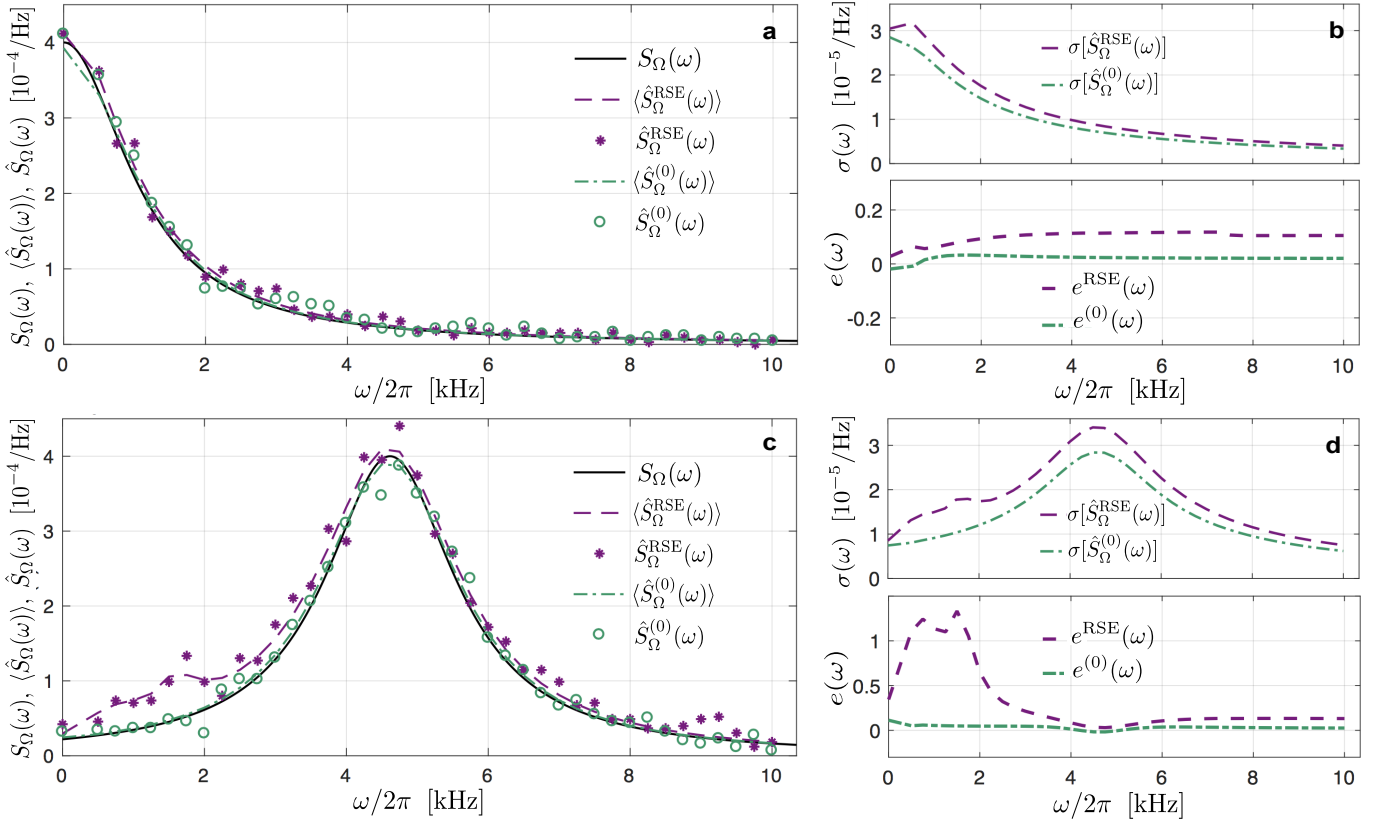 a
S_Ω(ω), ⟨Ŝ_Ω(ω)⟩, Ŝ_Ω(ω) [10⁻⁴/Hz]
4
3
2
1
0
S_Ω(ω)
⟨Ŝ_Ω^RSE(ω)⟩
Ŝ_Ω^RSE(ω)
⟨Ŝ_Ω^(0)(ω)⟩
Ŝ_Ω^(0)(ω)
0 2 4 6 8 10
ω/2π [kHz]
b
σ(ω) [10⁻⁵/Hz]
3
2
1
0
σ[Ŝ_Ω^RSE(ω)]
σ[Ŝ_Ω^(0)(ω)]
e(ω)
0.2
0
-0.2
e^RSE(ω)
e^(0)(ω)
0 2 4 6 8 10
ω/2π [kHz]
c
S_Ω(ω), ⟨Ŝ_Ω(ω)⟩, Ŝ_Ω(ω) [10⁻⁴/Hz]
4
3
2
1
0
S_Ω(ω)
⟨Ŝ_Ω^RSE(ω)⟩
Ŝ_Ω^RSE(ω)
⟨Ŝ_Ω^(0)(ω)⟩
Ŝ_Ω^(0)(ω)
0 2 4 6 8 10
ω/2π [kHz]
d
σ(ω) [10⁻⁵/Hz]
3
2
1
0
σ[Ŝ_Ω^RSE(ω)]
σ[Ŝ_Ω^(0)(ω)]
e(ω)
1
0.5
0
e^RSE(ω)
e^(0)(ω)
0 2 4 6 8 10
ω/2π [kHz]